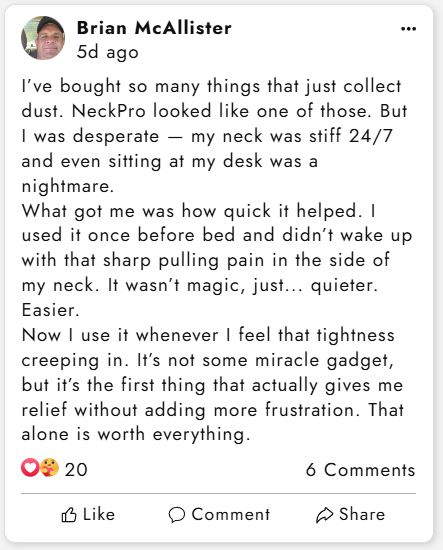 Brian McAllister
5d ago
I've bought so many things that just collect
dust. NeckPro looked like one of those. But
I was desperate — my neck was stiff 24/7
and even sitting at my desk was a
nightmare.
What got me was how quick it helped. I
used it once before bed and didn't wake up
with that sharp pulling pain in the side of
my neck. It wasn't magic, just... quieter.
Easier.
Now I use it whenever I feel that tightness
creeping in. It's not some miracle gadget,
but it's the first thing that actually gives me
relief without adding more frustration. That
alone is worth everything.
20 6 Comments
Like Comment Share